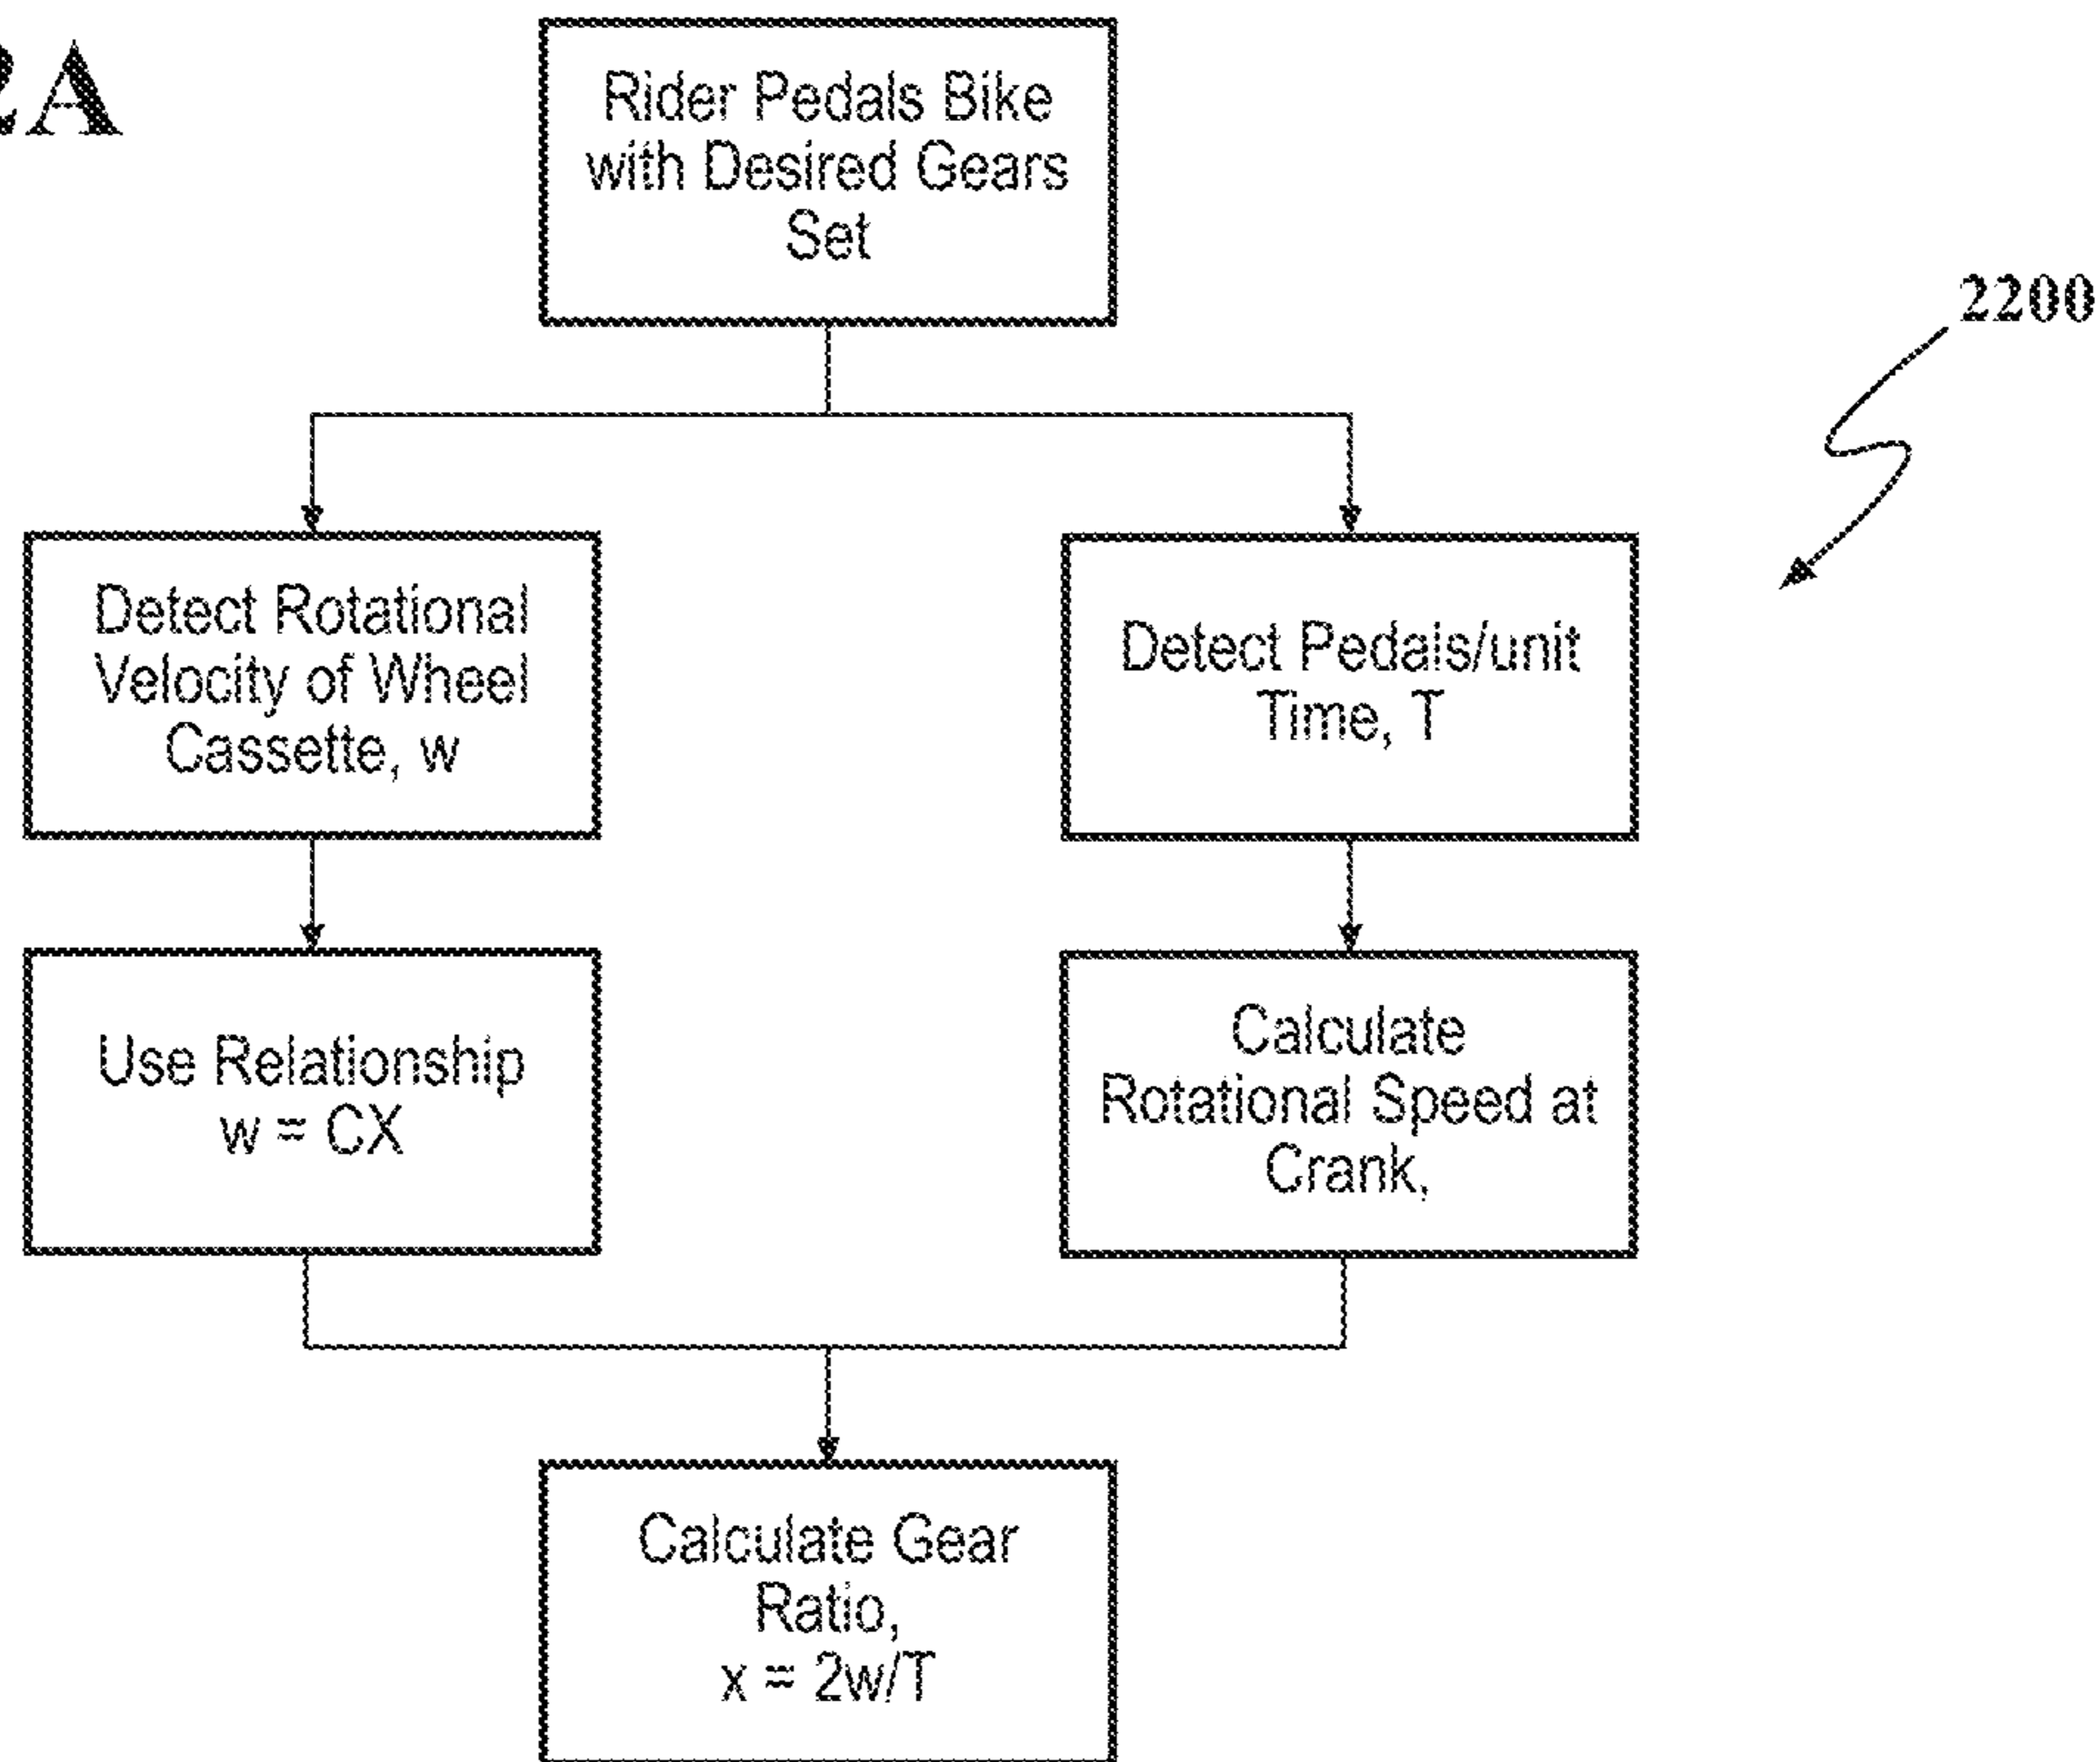 2A
Rider Pedals Bike
with Desired Gears
Set
2200
Detect Rotational
Velocity of Wheel
Cassette, w
Detect Pedals/unit
Time, T
Use Relationship
w = CX
Calculate
Rotational Speed at
Crank,
Calculate Gear
Ratio,
x = 2w/T